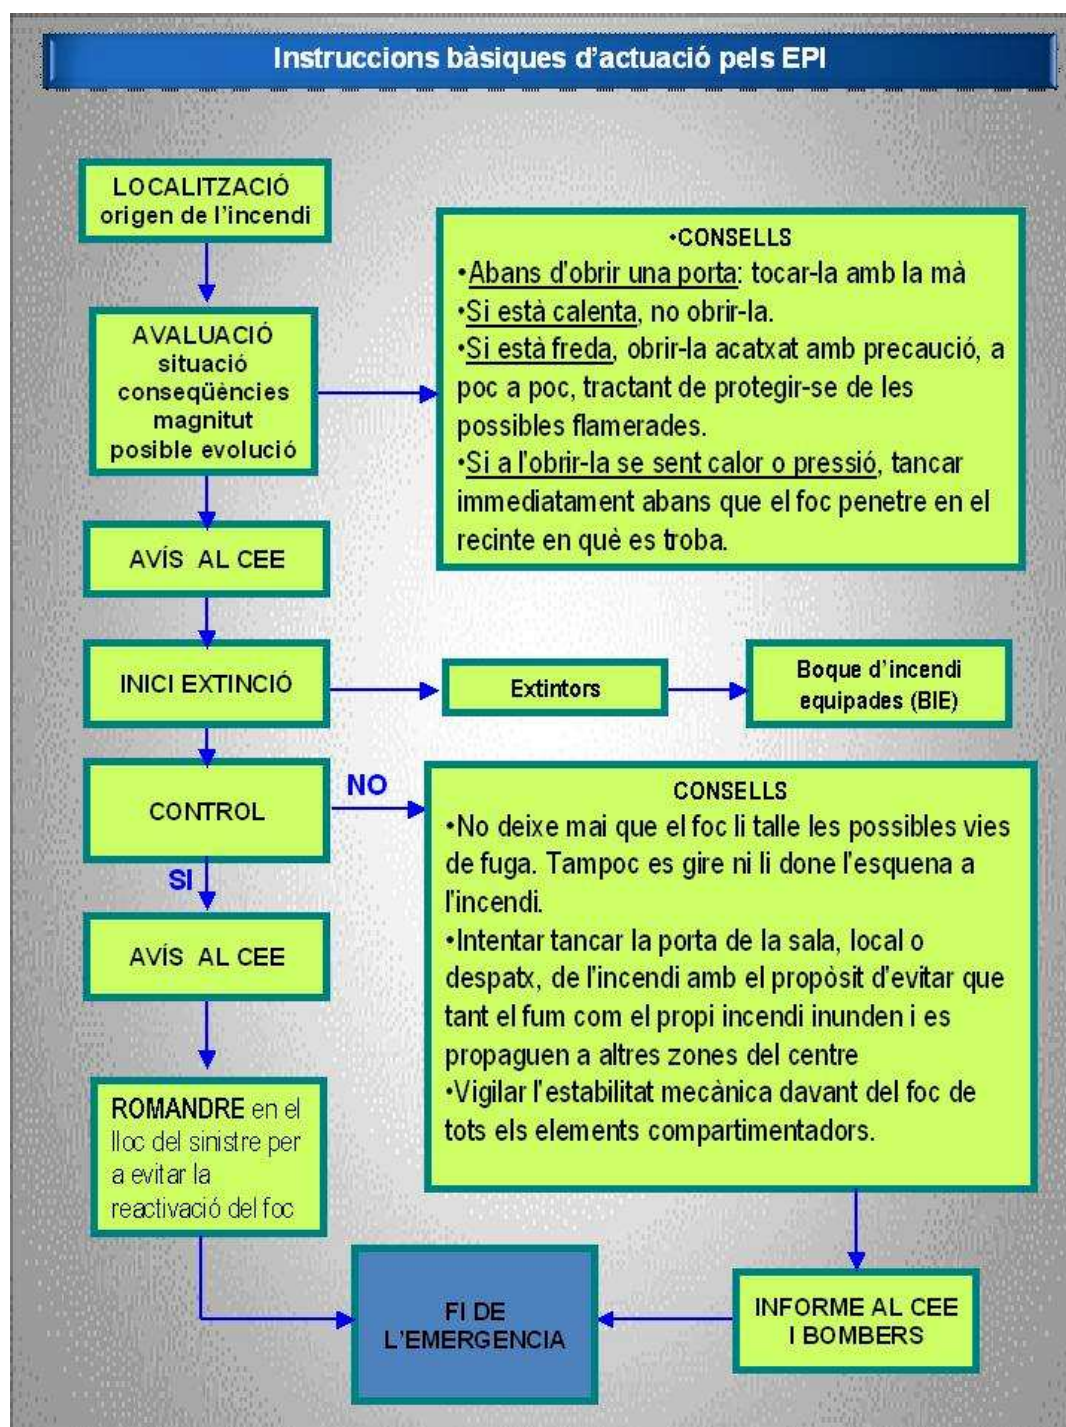 Instruccions bàsiques d'actuació pels EPI
LOCALITZACIÓ
origen de l'incendi
•CONSELLS
•Abans d'obrir una porta: tocar-la amb la mà
•Si està calenta, no obrir-la.
•Si està freda, obrir-la acatxat amb precaució, a
poc a poc, tractant de protegir-se de les
possibles flamerades.
•Si a l'obrir-la se sent calor o pressió, tancar
immediatament abans que el foc penetre en el
recinte en què es troba.
AVALUACIÓ
situació
conseqüències
magnitut
posible evolució
AVÍS AL CEE
INICI EXTINCIÓ
Extintors
Boque d'incendi
equipades (BIE)
CONTROL
NO
CONSELLS
•No deixe mai que el foc li talle les possibles vies
de fuga. Tampoc es gire ni li done l'esquena a
l'incendi.
•Intentar tancar la porta de la sala, local o
despatx, de l'incendi amb el propòsit d'evitar que
tant el fum com el propi incendi inunden i es
propaguen a altres zones del centre
•Vigilar l'estabilitat mecànica davant del foc de
tots els elements compartimentadors.
SI
AVÍS AL CEE
ROMANDRE en el
lloc del sinistre per
a evitar la
reactivació del foc
FI DE
L'EMERGENCIA
INFORME AL CEE
I BOMBERS